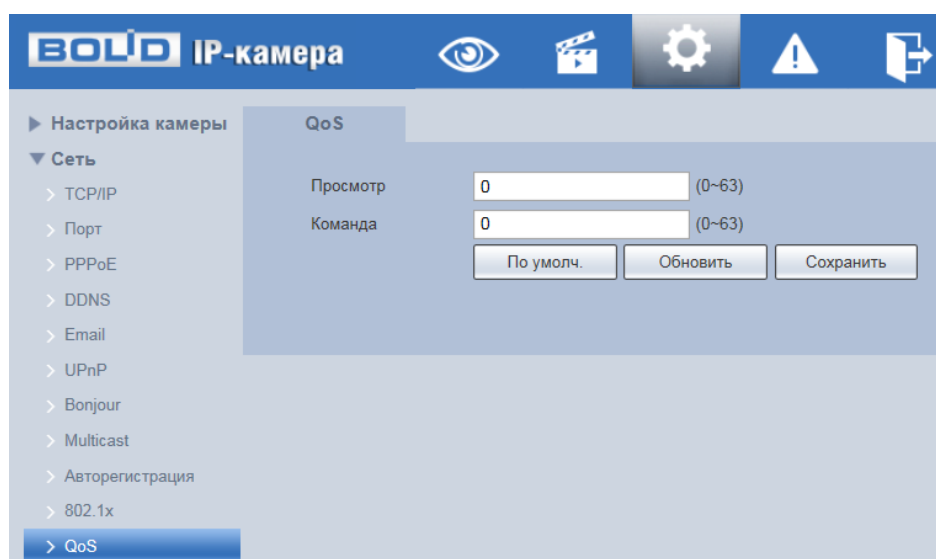 BOLID IP-камера
Настройка камеры
Сеть
TCP/IP
Порт
PPPoE
DDNS
Email
UPnP
Bonjour
Multicast
Авторегистрация
802.1x
QoS
QoS
Просмотр 0 (0~63)
Команда 0 (0~63)
По умолч. Обновить Сохранить